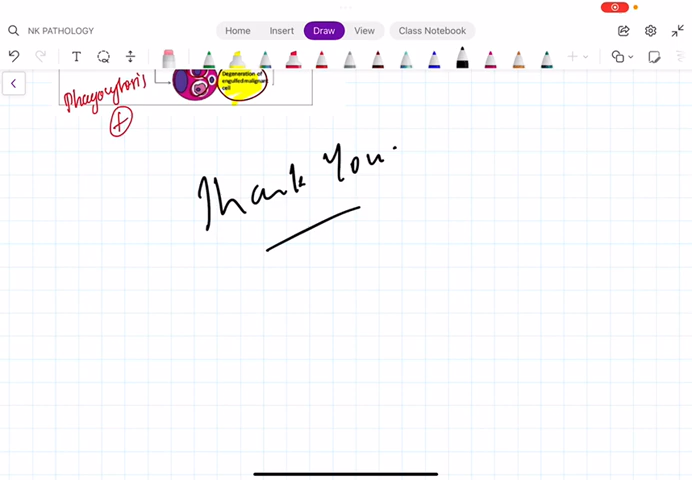 NK PATHOLOGY
Home Insert Draw View Class Notebook
Degeneration of
engulfed malignant
cell
Phagocytosis
+
Thank You.